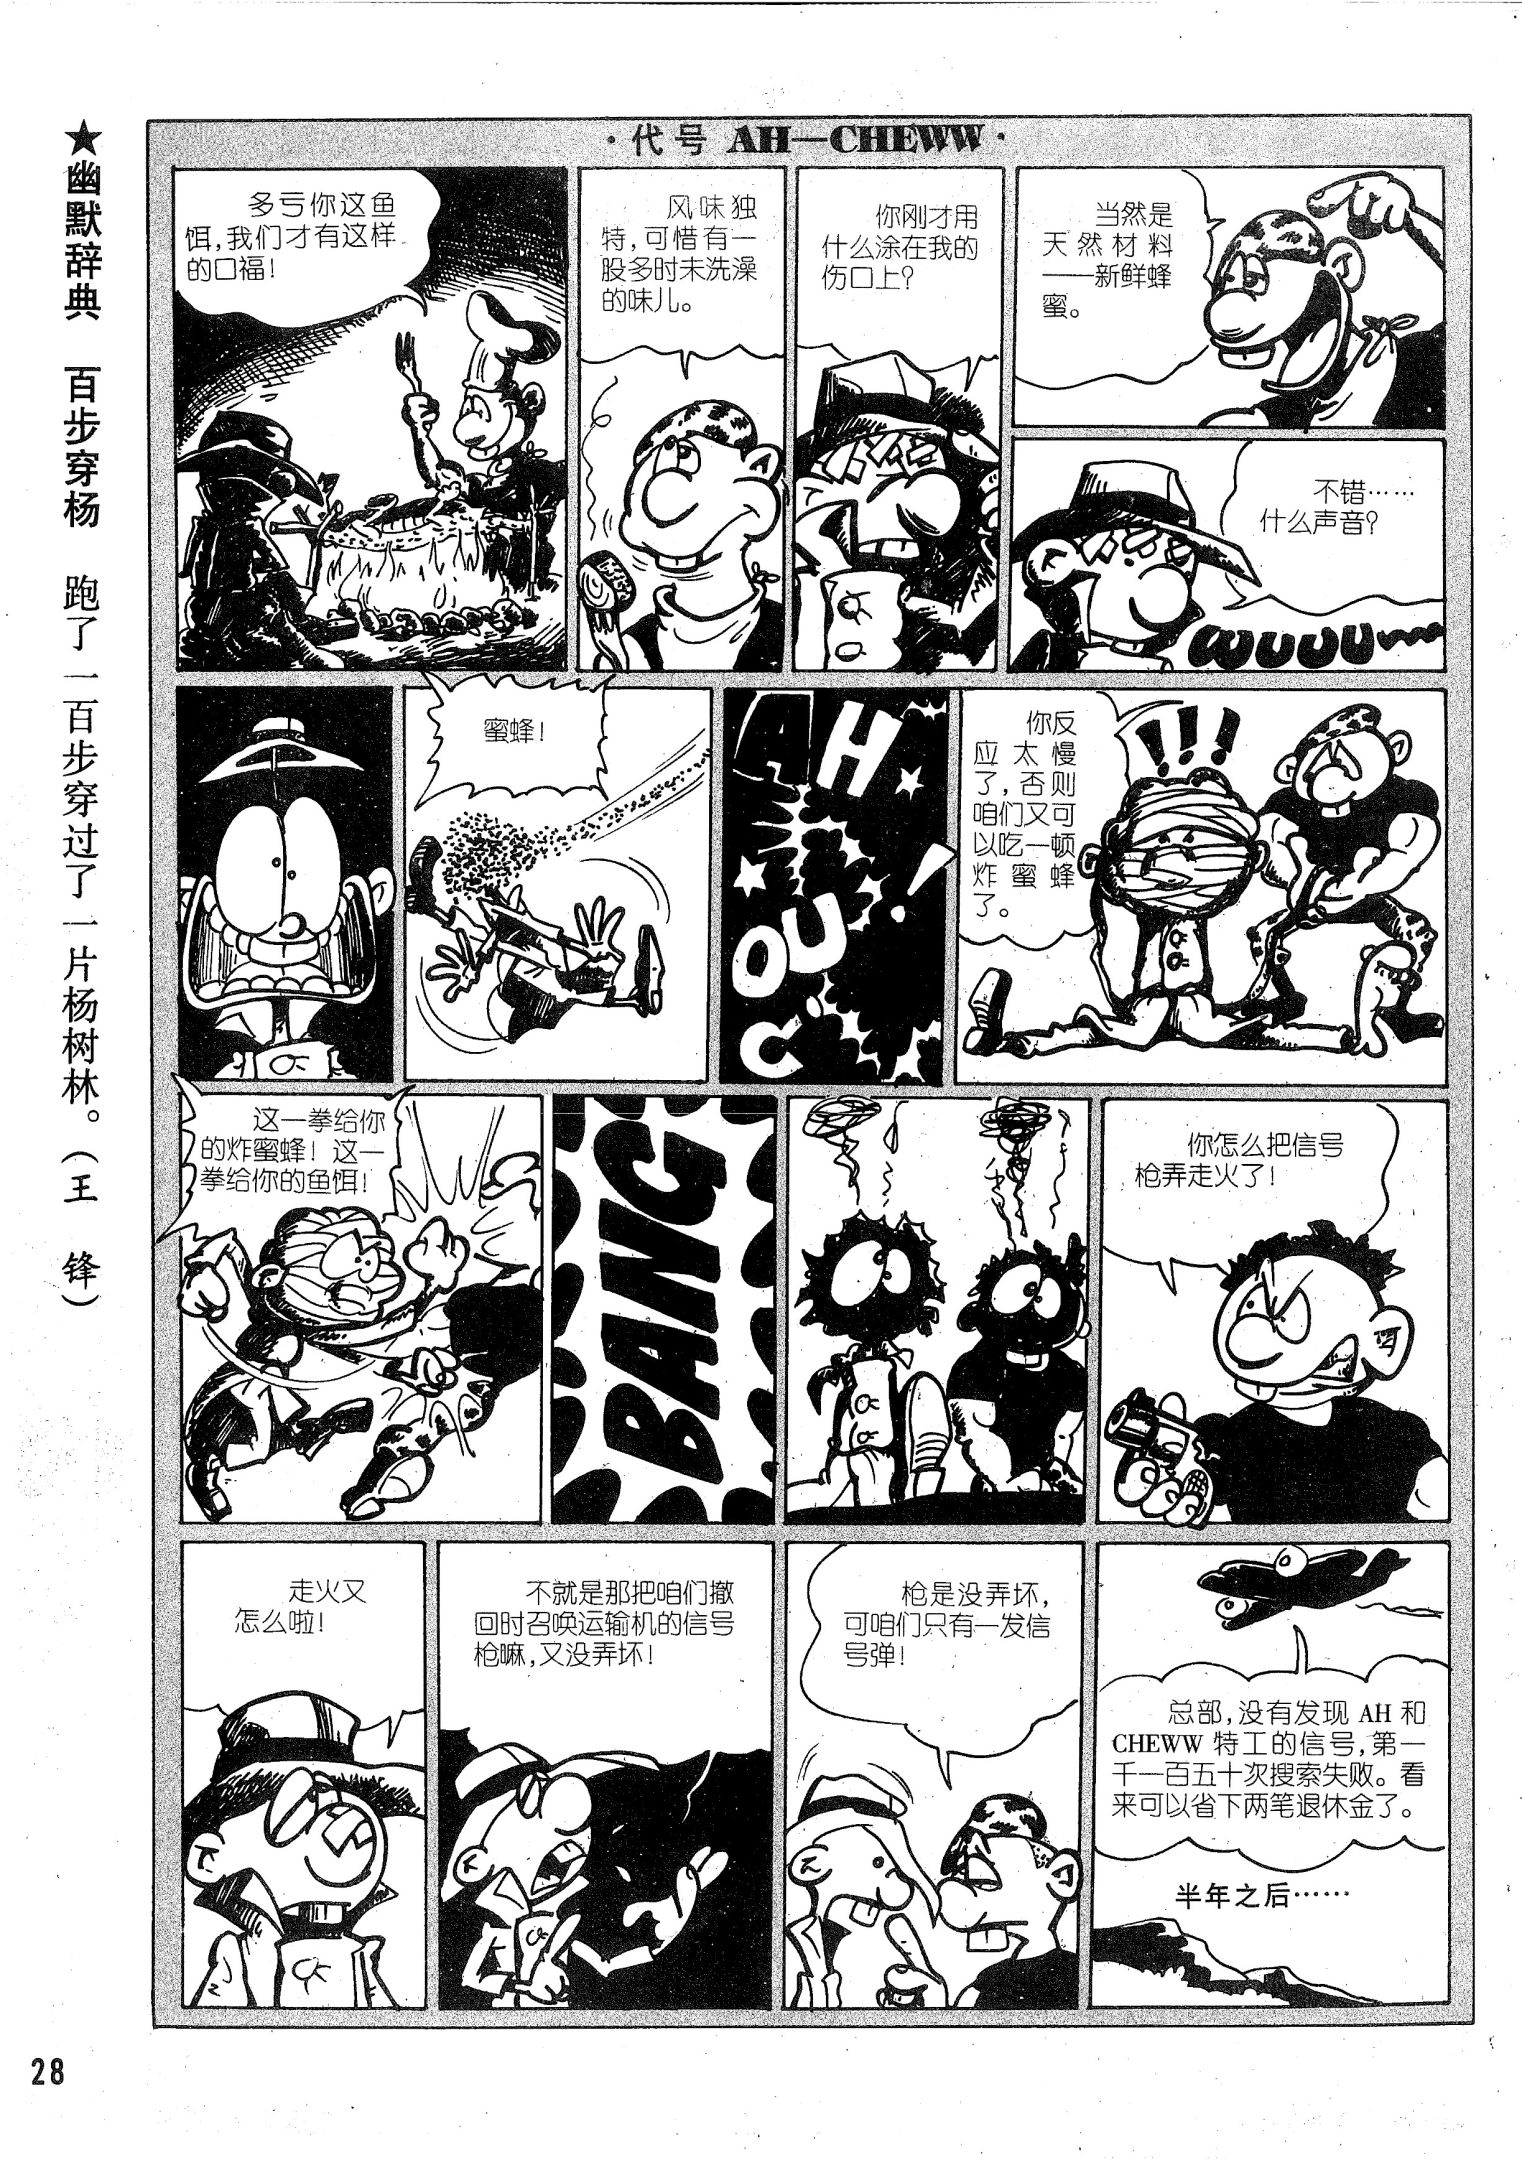 ·代号 AH—CHEWW·
多亏你这鱼
饵,我们才有这样
的口福!
风味独
特,可惜有一
股多时未洗澡
的味儿。
你刚才用
什么涂在我的
伤口上?
当然是
天然材料
——新鲜蜂
蜜。
不错……
什么声音?
WUUU
蜜蜂!
AH
OU
C
!
!!!
你反
应太慢
了,否则
咱们又可
以吃一顿
炸蜜蜂
了。
这一拳给你
的炸蜜蜂!这一
拳给你的鱼饵!
BANG
你怎么把信号
枪弄走火了!
走火又
怎么啦!
不就是那把咱们撤
回时召唤运输机的信号
枪嘛,又没弄坏!
枪是没弄坏,
可咱们只有一发信
号弹!
总部,没有发现 AH 和
CHEWW 特工的信号,第一
千一百五十次搜索失败。看
来可以省下两笔退休金了。
半年之后……
★幽默辞典 百步穿杨 跑了一百步穿过了一片杨树林。(王 锋)
28